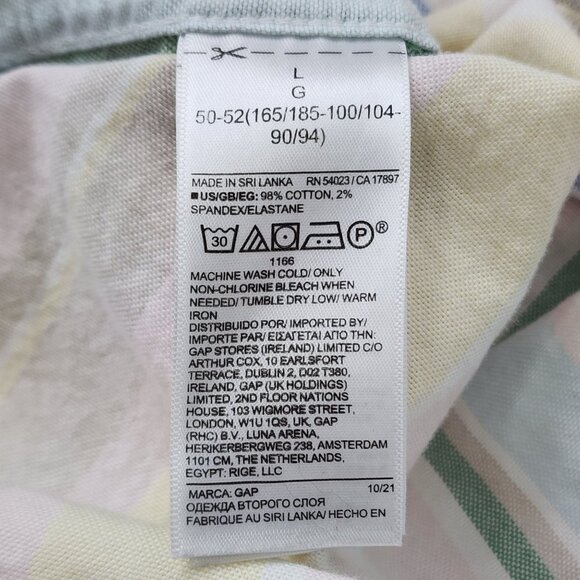 L
G
50-52(165/185-100/104-
90/94)
MADE IN SRI LANKA RN 54023 / CA 17897
■ US/GB/EG: 98% COTTON, 2%
SPANDEX/ELASTANE
30 P®
1166
MACHINE WASH COLD/ ONLY
NON-CHLORINE BLEACH WHEN
NEEDED/ TUMBLE DRY LOW/ WARM
IRON
DISTRIBUIDO POR/ IMPORTED BY/
IMPORTE PAR/ ΕΙΣΑΓΕΤΑΙ ΑΠΟ ΤΗΝ:
GAP STORES (IRELAND) LIMITED C/O
ARTHUR COX, 10 EARLSFORT
TERRACE, DUBLIN 2, D02 T380,
IRELAND, GAP (UK HOLDINGS)
LIMITED, 2ND FLOOR NATIONS
HOUSE, 103 WIGMORE STREET,
LONDON, W1U 1QS, UK, GAP
(RHC) B.V., LUNA ARENA,
HERIKERBERGWEG 238, AMSTERDAM
1101 CM, THE NETHERLANDS,
EGYPT: RIGE, LLC
MARCA: GAP 10/21
ОДЕЖДА ВТОРОГО СЛОЯ
FABRIQUE AU SIRI LANKA/ HECHO EN